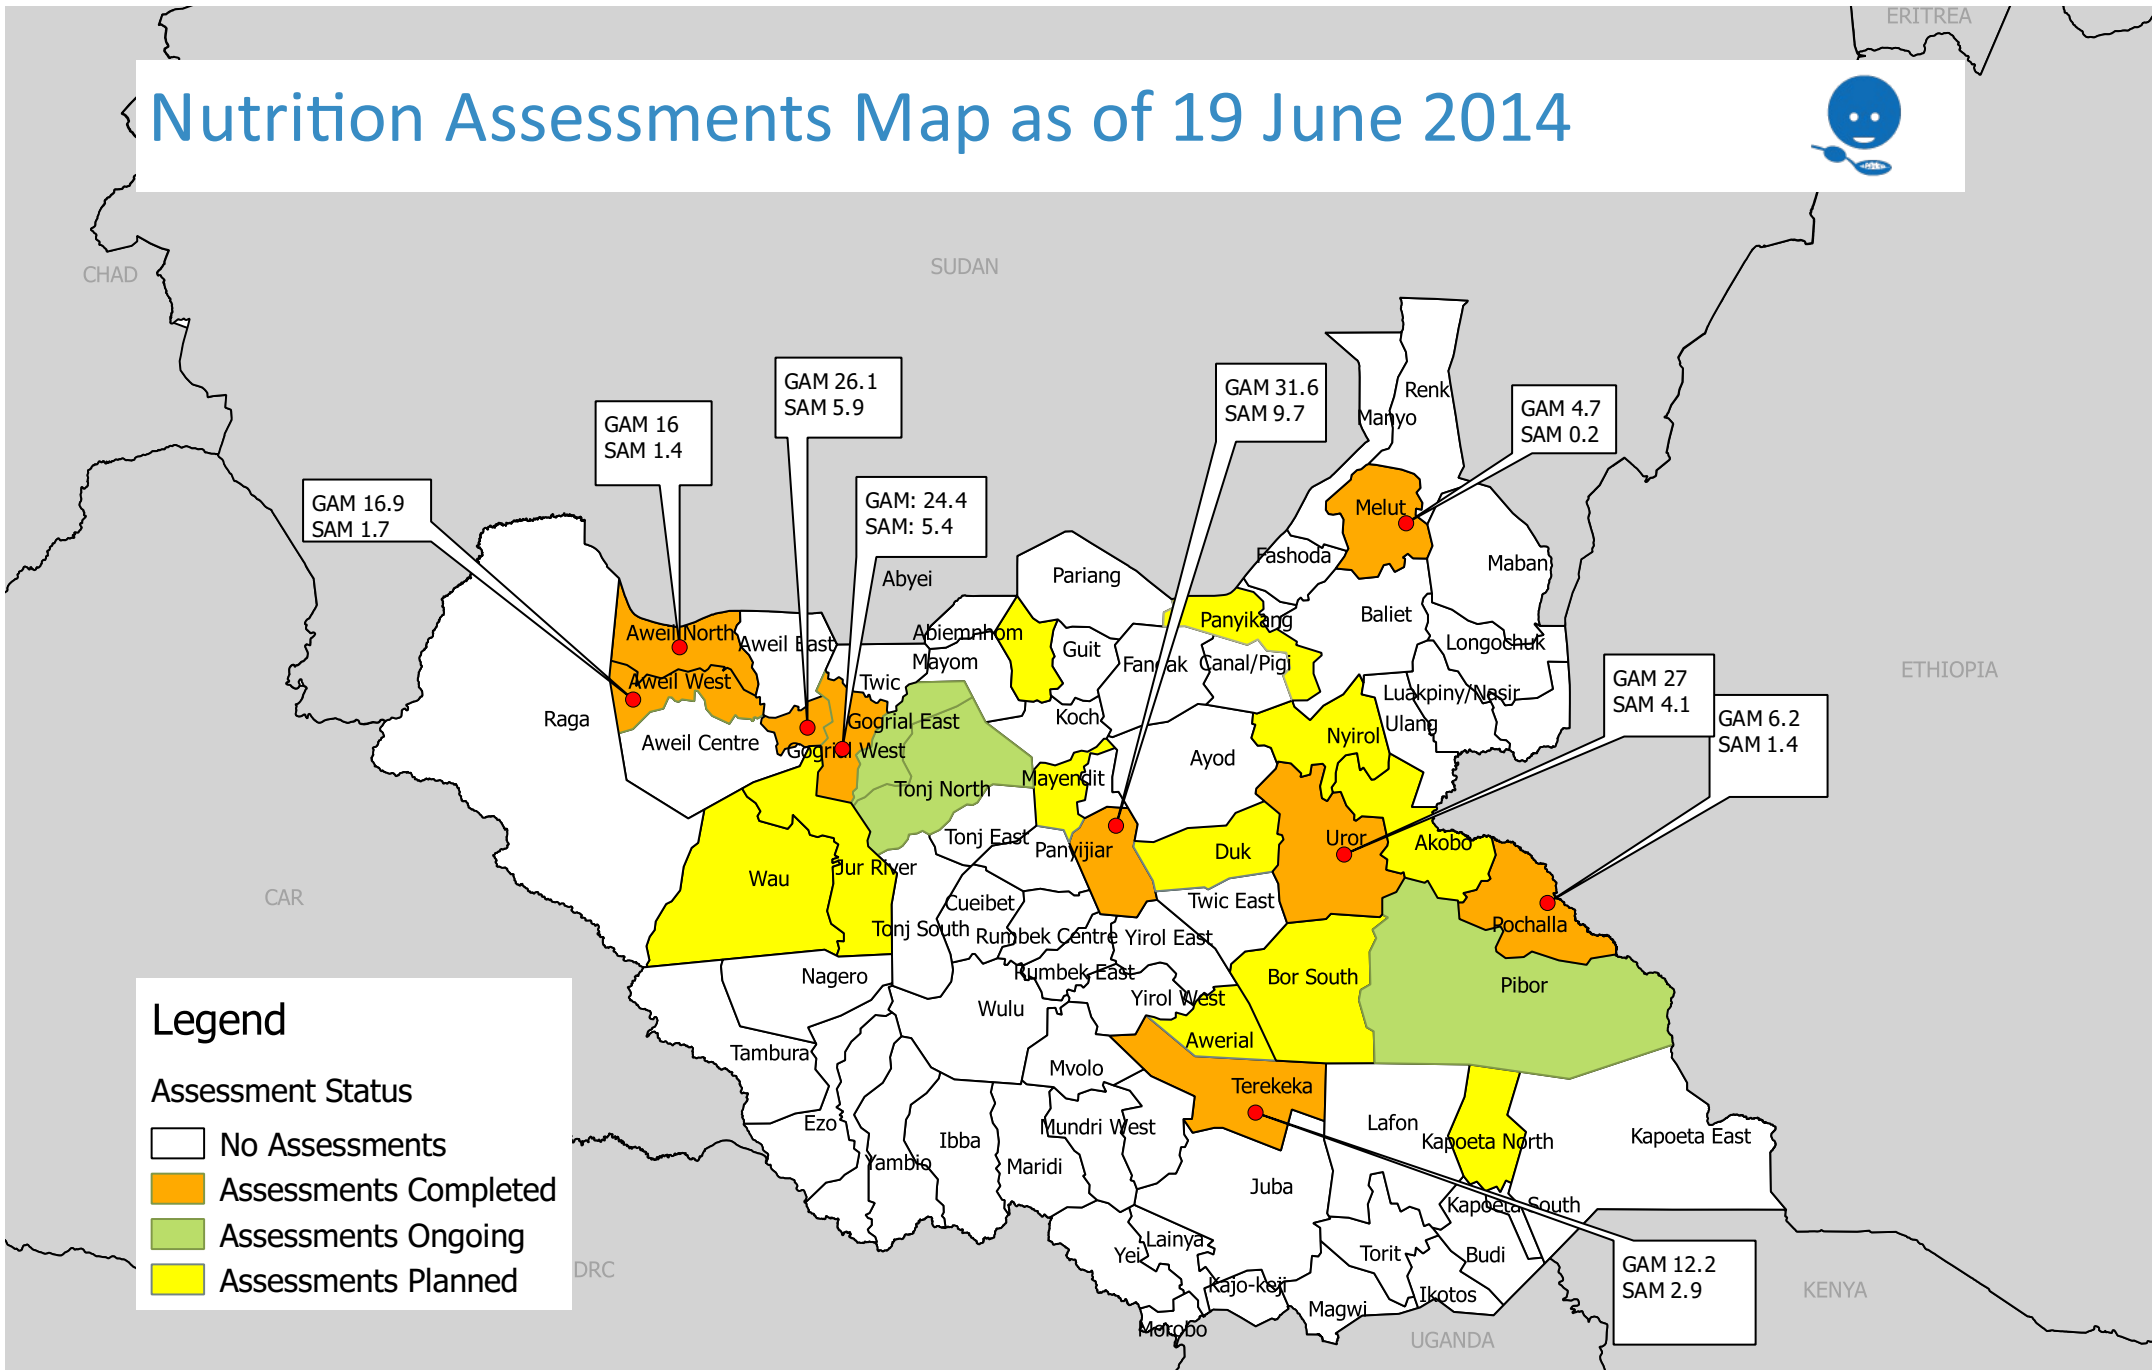 ERITREA
Nutrition Assessments Map as of 19 June 2014
CHAD
SUDAN
GAM 26.1
SAM 5.9
GAM 31.6
SAM 9.7
GAM 4.7
SAM 0.2
GAM 16
SAM 1.4
GAM 16.9
SAM 1.7
GAM: 24.4
SAM: 5.4
Renk
Manyo
Melut
Fashoda
Maban
Abyei
Pariang
Baliet
Panyikang
Longochuk
Aweil North
Aweil East
Abiemnhom
Mayom
Guit
Fangak
Canal/Pigi
ETHIOPIA
Aweil West
Twic
Luakpiny/Nasir
Ulang
GAM 27
SAM 4.1
GAM 6.2
SAM 1.4
Raga
Aweil Centre
Gogrial East
Gogrial West
Koch
Nyirol
Ayod
Tonj North
Mayendit
Tonj East
Panyijiar
Duk
Uror
Akobo
Wau
Jur River
CAR
Cueibet
Twic East
Tonj South
Rumbek Centre
Yirol East
Pochalla
Rumbek East
Nagero
Bor South
Pibor
Yirol West
Wulu
Awerial
Tambura
Mvolo
Terekeka
Ezo
Ibba
Mundri West
Lafon
Kapoeta North
Kapoeta East
Yambio
Maridi
Juba
Kapoeta South
Yei
Lainya
Torit
Budi
Kajo-keji
Magwi
Ikotos
Morobo
GAM 12.2
SAM 2.9
DRC
UGANDA
KENYA
Legend
Assessment Status
No Assessments
Assessments Completed
Assessments Ongoing
Assessments Planned